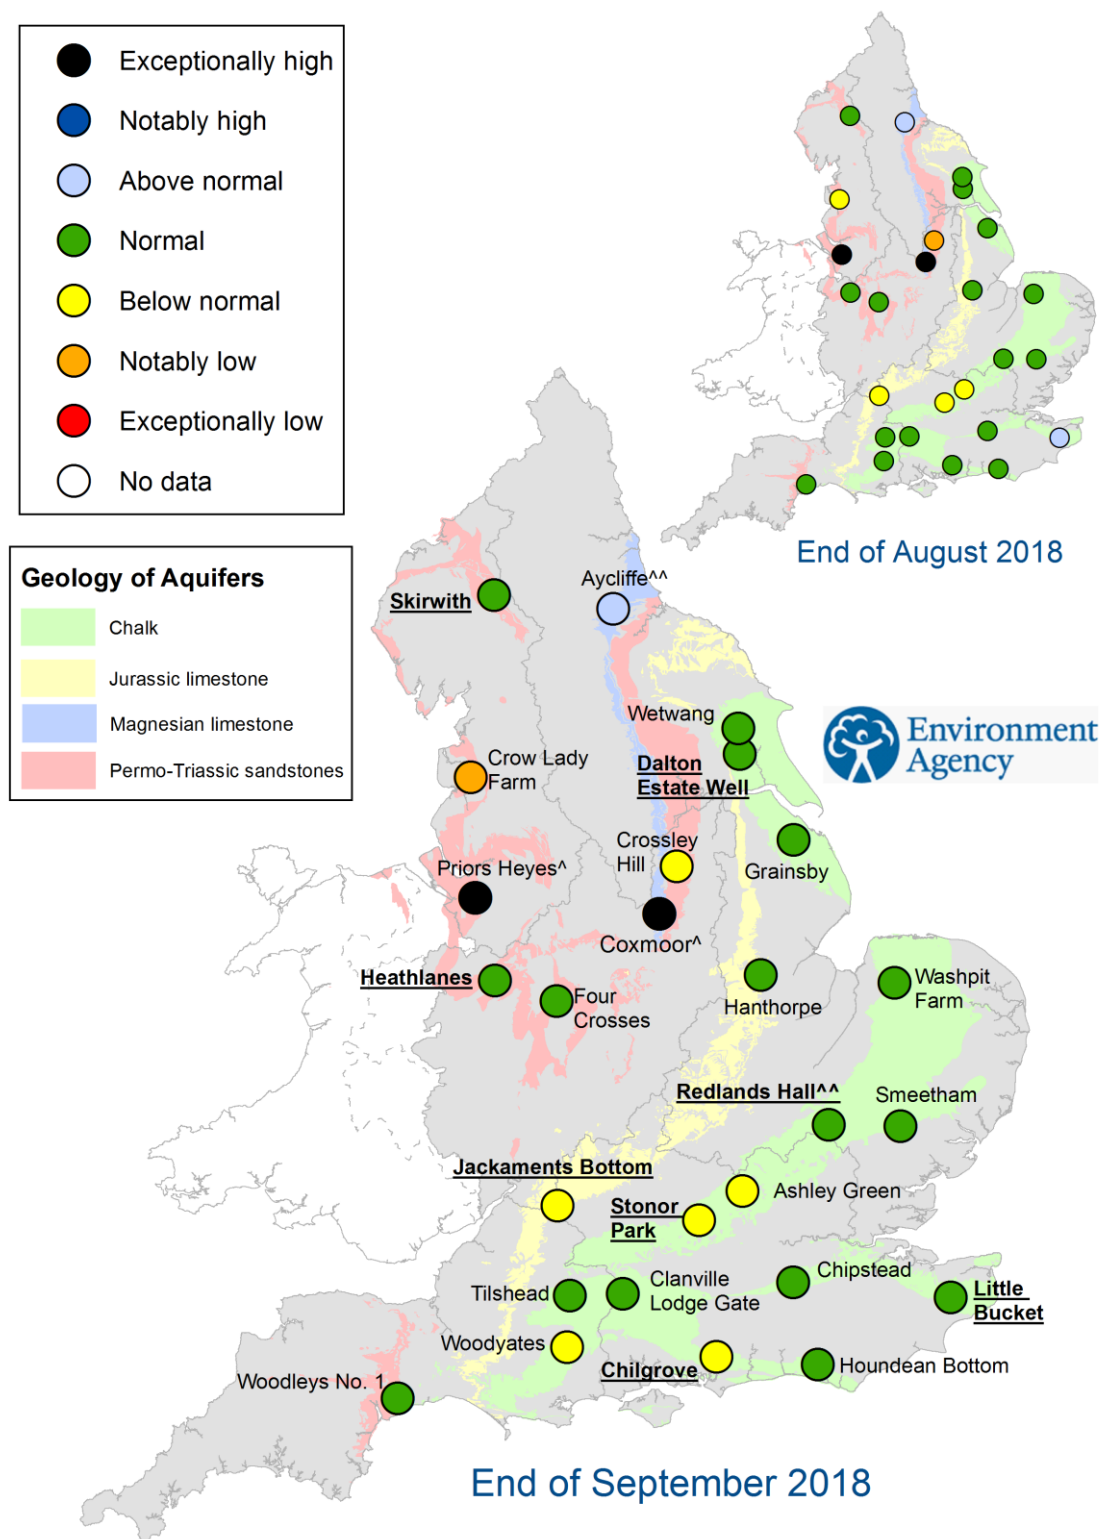 Exceptionally high
Notably high
Above normal
Normal
Below normal
Notably low
Exceptionally low
No data
End of August 2018
Geology of Aquifers
Chalk
Jurassic limestone
Magnesian limestone
Permo-Triassic sandstones
Aycliffe^^
Skirwith
Wetwang
Environment
Agency
Dalton
Estate Well
Crow Lady
Farm
Crossley
Hill
Grainsby
Priors Heyes^
Coxmoor^
Heathlanes
Four
Crosses
Hanthorpe
Washpit
Farm
Redlands Hall^^
Smeetham
Jackaments Bottom
Stonor
Park
Ashley Green
Tilshead
Clanville
Lodge Gate
Chipstead
Little
Bucket
Woodyates
Chilgrove
Houndean Bottom
Woodleys No. 1
End of September 2018